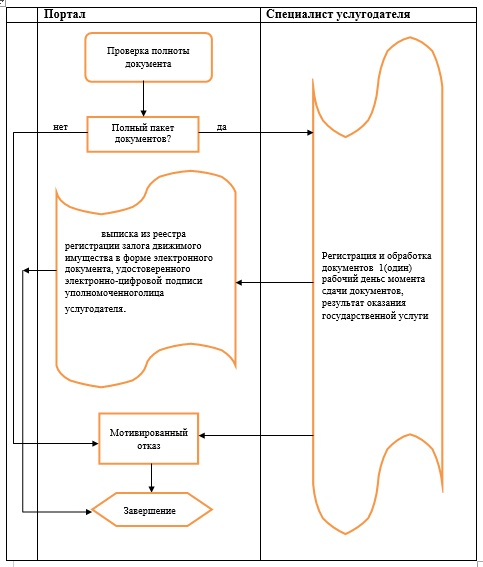 Портал
Специалист услугодателя
Проверка полноты
документа
нет
Полный пакет
документов?
да
выписка из реестра
регистрации залога движимого
имущества в форме электронного
документа, удостоверенного
электронно-цифровой подписи
уполномоченноголица
услугодателя.
Регистрация и обработка
документов 1(один)
рабочий деньс момента
сдачи документов,
результат оказания
государственной услуги
Мотивированный
отказ
Завершение